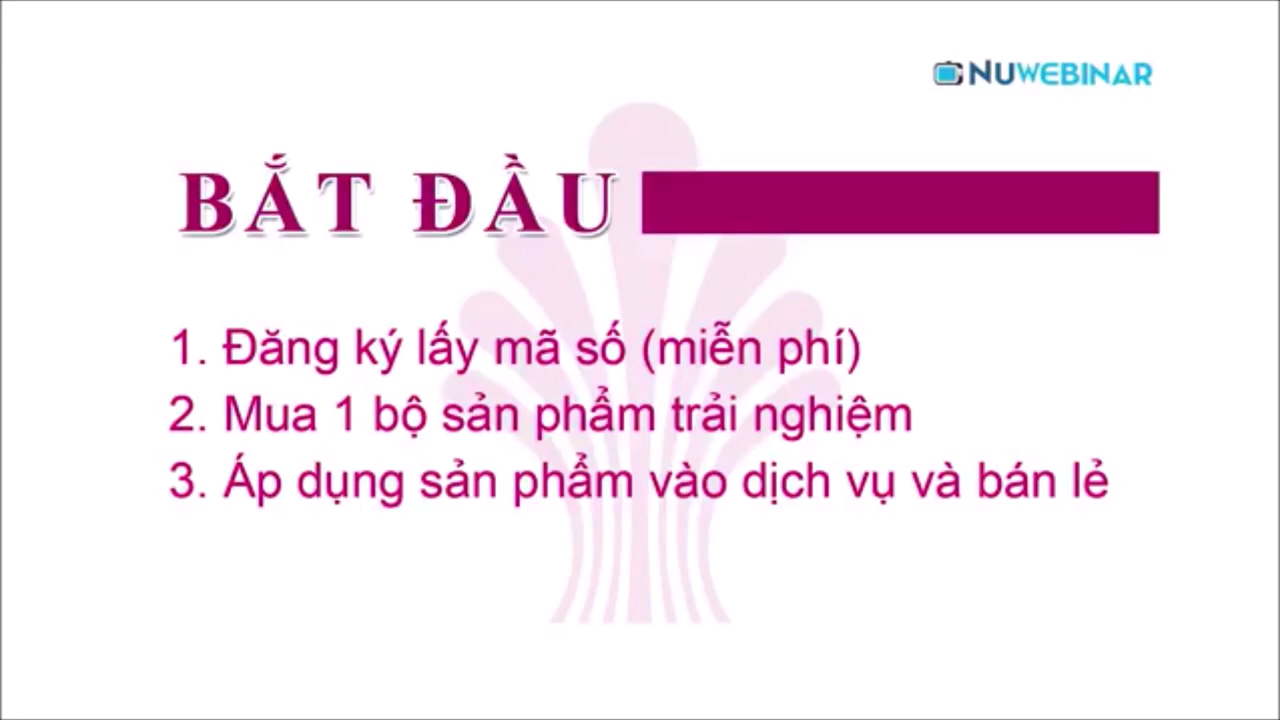 NUWEBINAR
BẮT ĐẦU
1. Đăng ký lấy mã số (miễn phí)
2. Mua 1 bộ sản phẩm trải nghiệm
3. Áp dụng sản phẩm vào dịch vụ và bán lẻ